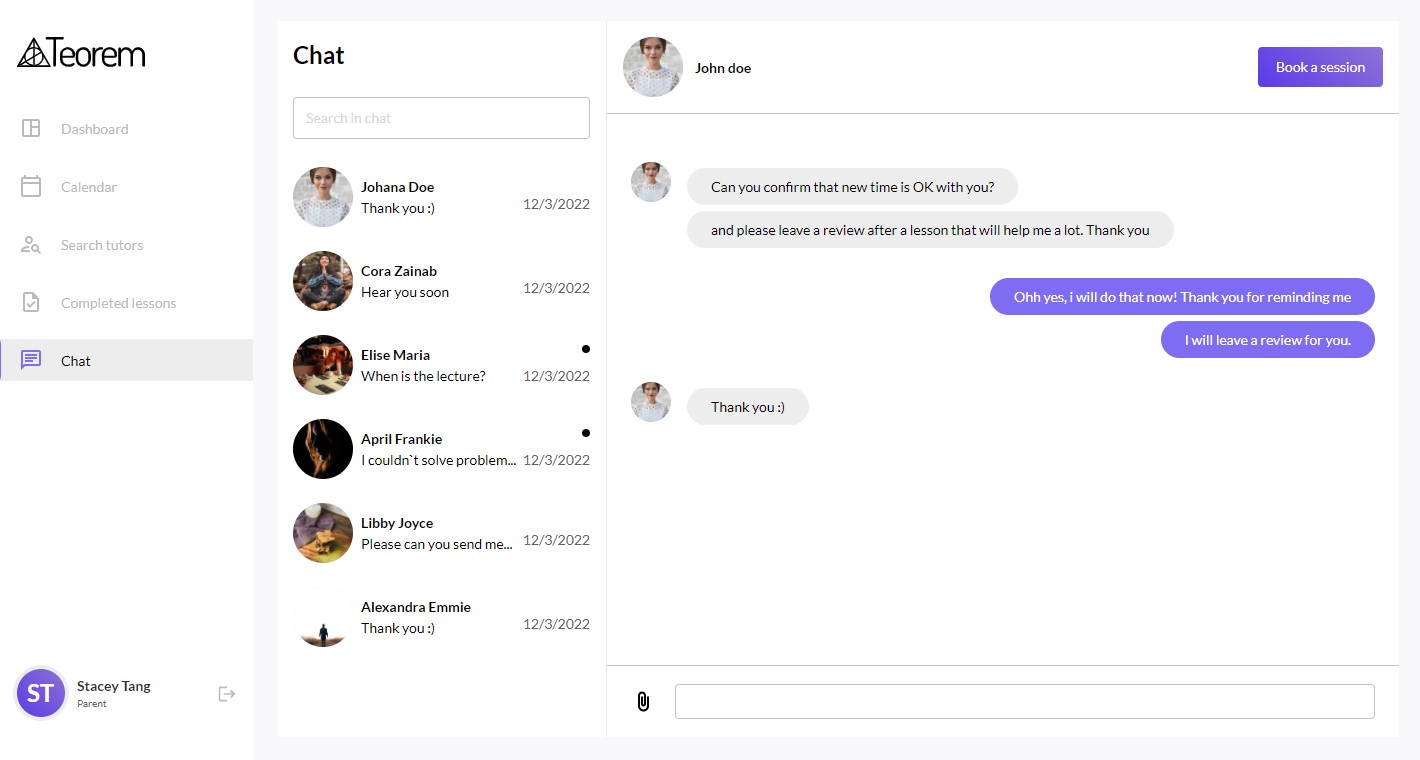 Teorem
Dashboard
Calendar
Search tutors
Completed lessons
Chat
ST
Stacey Tang
Parent
Chat
Search in chat
Johana Doe
Thank you :)
12/3/2022
Cora Zainab
Hear you soon
12/3/2022
Elise Maria
When is the lecture?
12/3/2022
April Frankie
I couldn`t solve problem...
12/3/2022
Libby Joyce
Please can you send me...
12/3/2022
Alexandra Emmie
Thank you :)
12/3/2022
John doe
Book a session
Can you confirm that new time is OK with you?
and please leave a review after a lesson that will help me a lot. Thank you
Ohh yes, i will do that now! Thank you for reminding me
I will leave a review for you.
Thank you :)